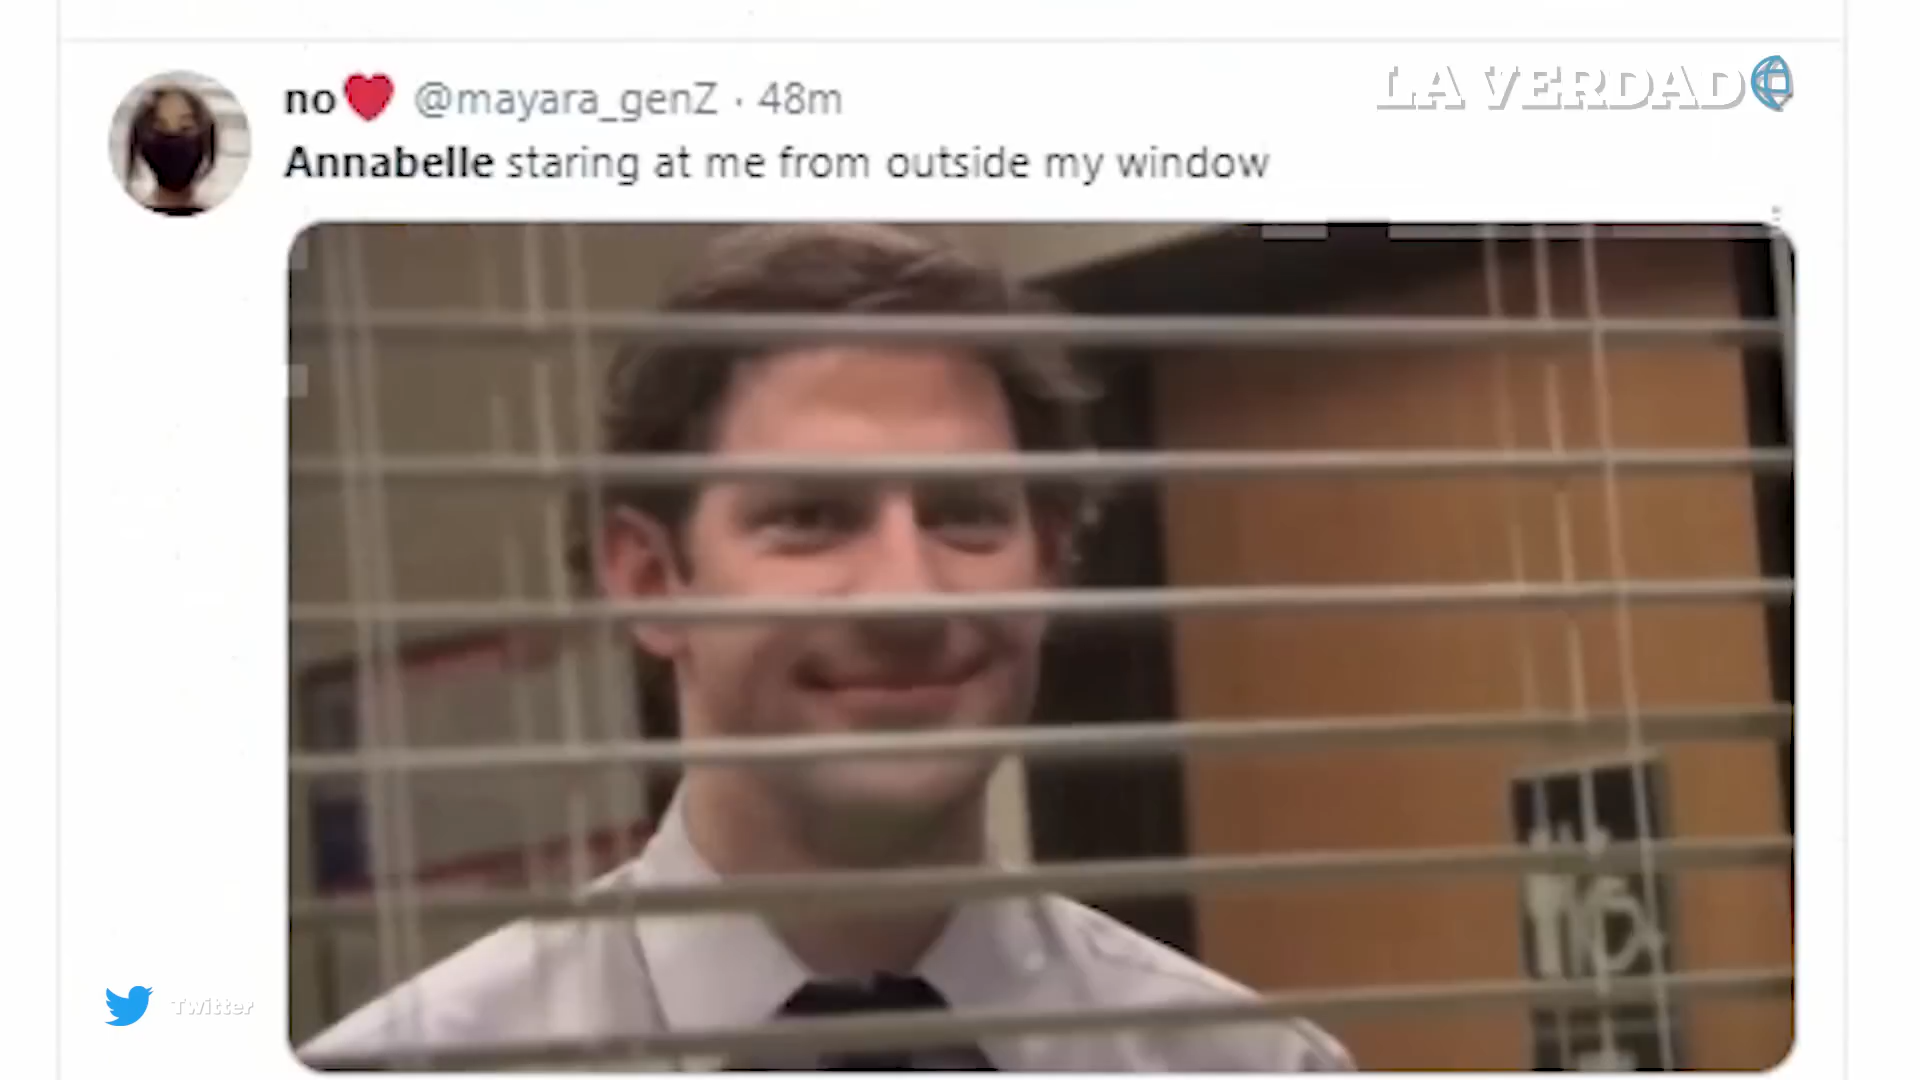 no❤️ @mayara_genZ · 48m
LA VERDAD
Annabelle staring at me from outside my window
Twitter